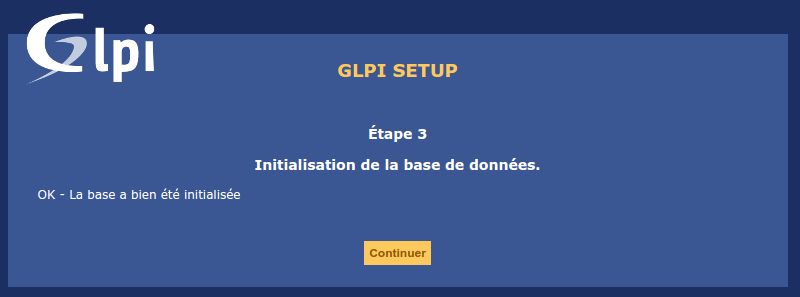 Glpi
GLPI SETUP
Étape 3
Initialisation de la base de données.
OK - La base a bien été initialisée
Continuer